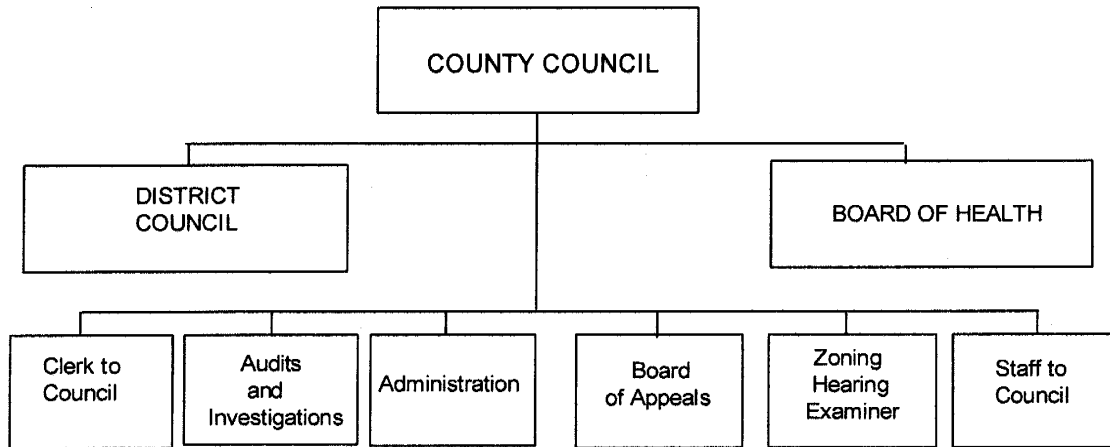 COUNTY COUNCIL
DISTRICT
COUNCIL
BOARD OF HEALTH
Clerk to
Council
Audits
and
Investigations
Administration
Board
of Appeals
Zoning
Hearing
Examiner
Staff to
Council